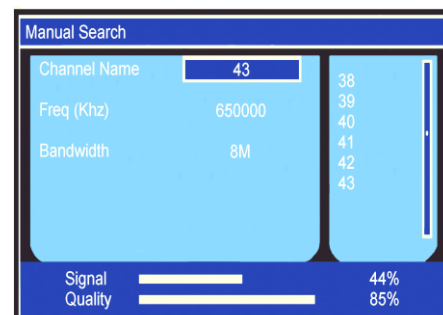 Manual Search
Channel Name 43
Freq (Khz) 650000
Bandwidth 8M
38
39
40
41
42
43
Signal 44%
Quality 85%